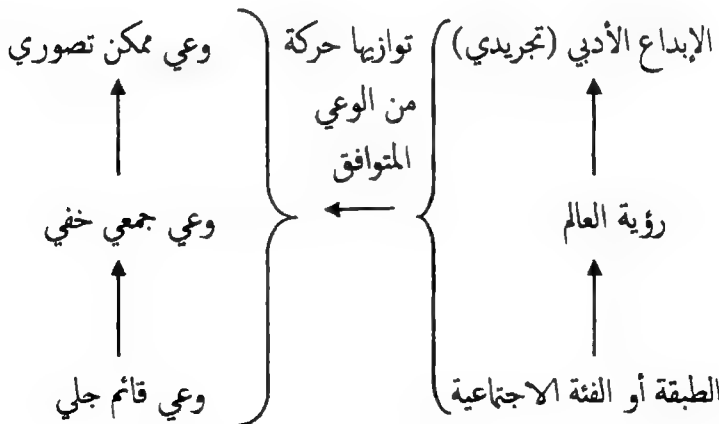 الإبداع الأدبي (تجريدي)
توازيها حركة
من الوعي
المتوافق
وعي ممكن تصوري
رؤية العالم
وعي جمعي خفي
الطبقة أو الفئة الاجتماعية
وعي قائم جلي